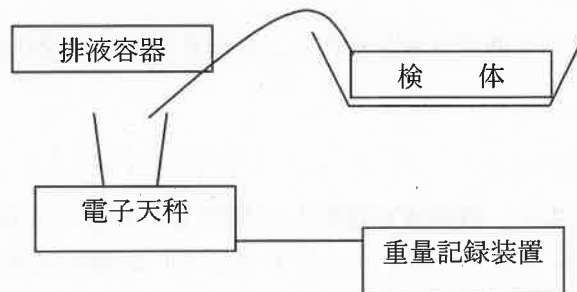 排液容器
検　　体
電子天秤
重量記録装置